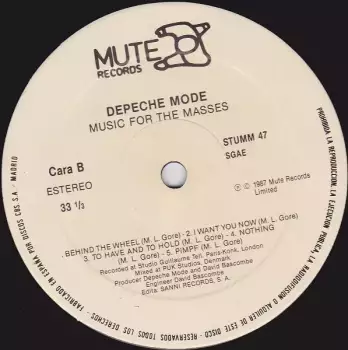 MUTE
RECORDS
DEPECHE MODE
MUSIC FOR THE MASSES
Cara B
ESTEREO
33 1/3
STUMM 47
SGAE
℗ © 1987 Mute Records
Limited
. BEHIND THE WHEEL (M. L. Gore) · 2. I WANT YOU NOW (M. L. Gore)
· 3. TO HAVE AND TO HOLD (M. L. Gore) · 4. NOTHING
(M. L. Gore) · 5. PIMPF (M. L. Gore)
Recorded at Studio Guillaume Tell, Paris-Konk, London
Mixed at PUK Studios, Denmark.
Producer Depeche Mode and David Bascombe
Engineer David Bascombe
Edita: SANNI RECORDS, S. A.
PROHIBIDA LA REPRODUCCION, LA EJECUCION PUBLICA, LA RADIODIFUSION O ALQUILER DE ESTE DISCO - RESERVADOS TODOS LOS DERECHOS. FABRICADO EN ESPAÑA POR DISCOS CBS S.A. - MADRID